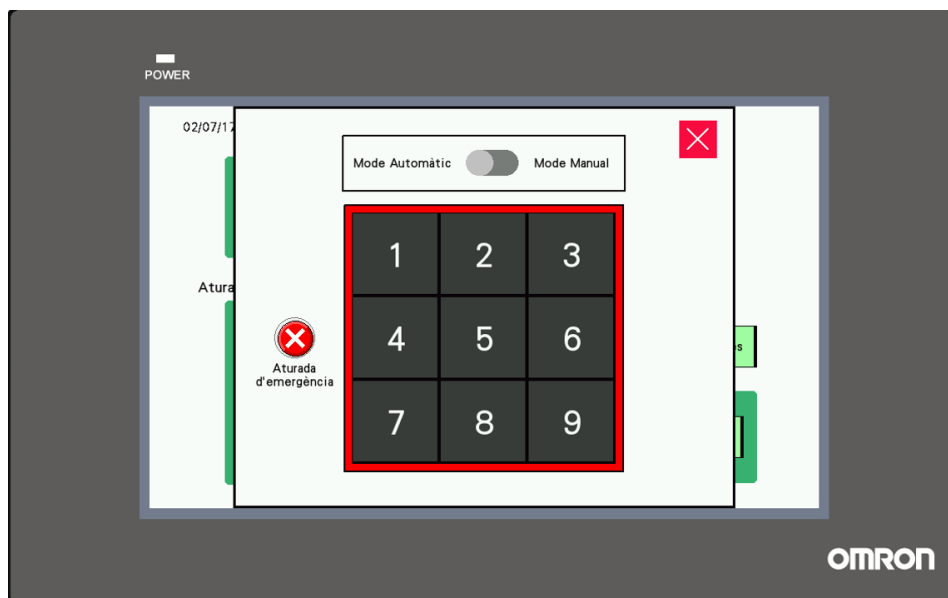 POWER
02/07/17
Mode Automàtic Mode Manual
1 2 3
Atura
4 5 6
s
Aturada
d'emergència
7 8 9
OMRON